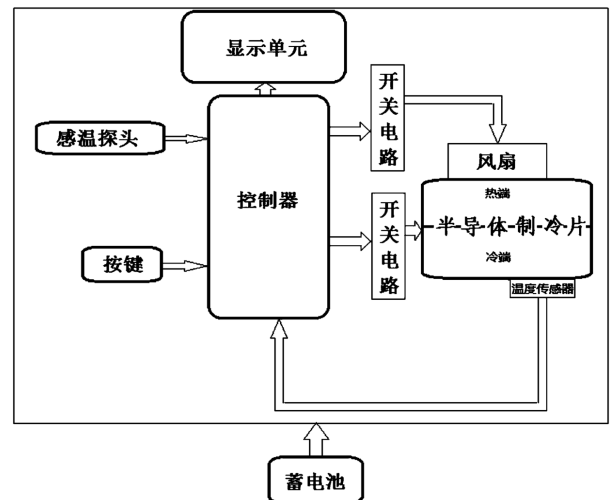 显示单元
感温探头
控制器
按键
开关电路
开关电路
风扇
热端
半导体制冷片
冷端
温度传感器
蓄电池